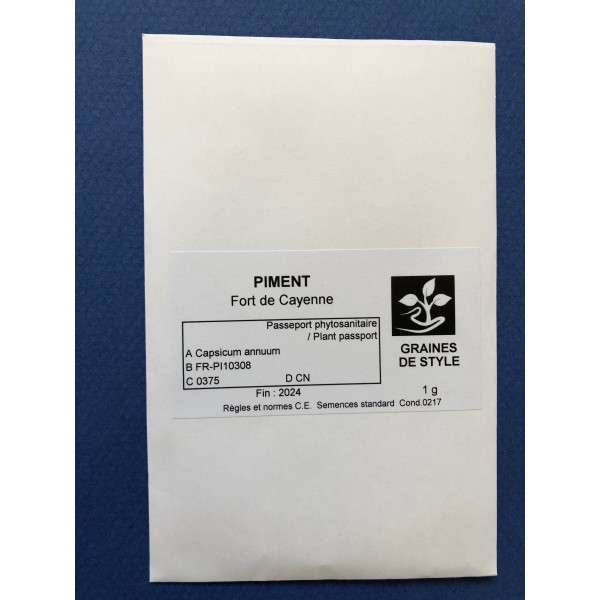 PIMENT
Fort de Cayenne
Passeport phytosanitaire
/ Plant passport
A Capsicum annuum
B FR-PI10308
C 0375 D CN
Fin : 2024
1 g
Règles et normes C.E. Semences standard Cond.0217
GRAINES
DE STYLE